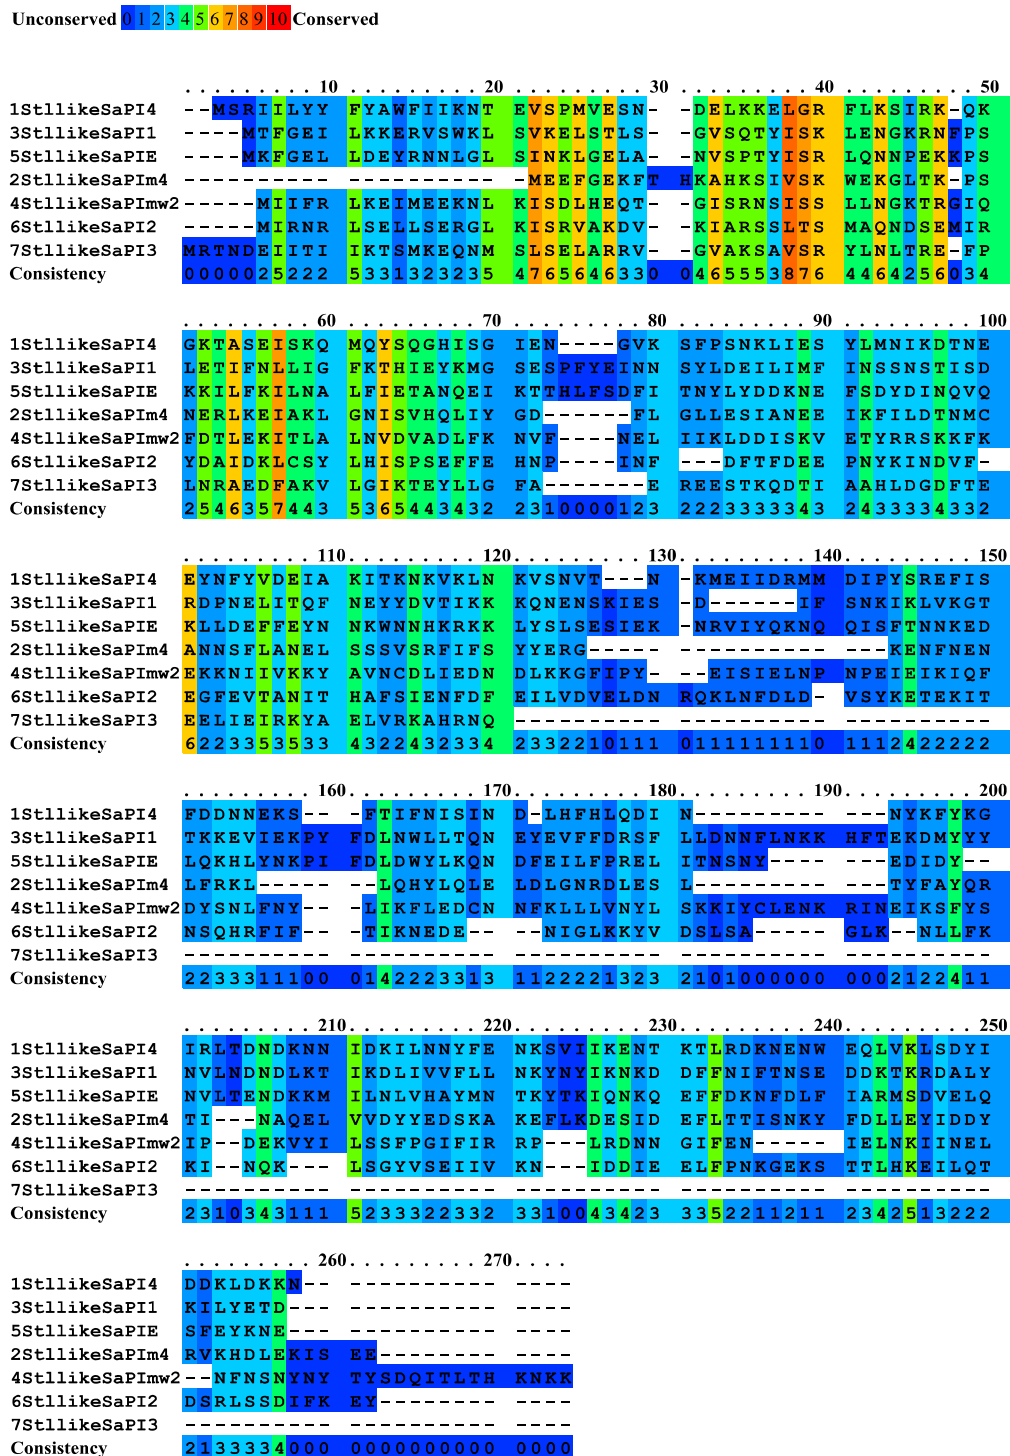 Unconserved 0 1 2 3 4 5 6 7 8 9 10 Conserved
. . . . . . . . . 10 . . . . . . . . . 20 . . . . . . . . . 30 . . . . . . . . . 40 . . . . . . . . . 50
1StllikeSaPI4 --MSRIILYY FYAWFIIKNT EVSPMVESN- -DELKKELGR FLKSIRK-QK
3StllikeSaPI1 ----MTFGEI LKKERVSWKL SVKELSTLS- -GVSQTYISK LENGKRNFPS
5StllikeSaPIE ----MKFGEL LDEYRNNLGL SINKLGELA- -NVSPTYISR LQNNPEKKPS
2StllikeSaPIm4 ---------- ---------- -MEEFGEKFT HKAHKSIVSK WEKGLTK-PS
4StllikeSaPImw2 -----MIIFR LKEIMEEKNL KISDLHEQT- -GISRNSISS LLNGKTRGIQ
6StllikeSaPI2 -----MIRNR LSELLSERGL KISRVAKDV- -IARSSLTS MAQNDSEMIR
7StllikeSaPI3 MRTNDEIITI IKTSMKEQNM SLSELARRV- -GVAKSAVSR YLNLTRE-FP
Consistency 0000025222 5331323235 4765646330 0465553876 4464256034
. . . . . . . . . 60 . . . . . . . . . 70 . . . . . . . . . 80 . . . . . . . . . 90 . . . . . . . . . 100
1StllikeSaPI4 GKTASEISKQ MQYSQGHISG IEN----GVK SFPSNKLIES YLMNIKDTNE
3StllikeSaPI1 LETIFNLLIG FKTHIEYKMG SESPFYEINN SYLDEILIMF INSSNSTISD
5StllikeSaPIE KKILFKILNA LFIETANQEI KTTHLFSDFI TNYLYDDKNE FSDYDINQVQ
2StllikeSaPIm4 NERLKEIAKL GNISVHQLIY GD------FL GLLESIANEE IKFILDTNMC
4StllikeSaPImw2 FDTLEKITLA LNVDVADLFK NVF----NEL IIKLDDISKV ETYRRSKKFK
6StllikeSaPI2 YDAIDKLCSY LHISPSEFFE HNP----INF ---DFTFDEE PNYKINDVF-
7StllikeSaPI3 LNRAEDFAKV LGIKTEYLLG FA-------E REESTKQDTI AAHLDGDFTE
Consistency 2546357443 5365443432 2310000123 2223333343 2433334332
. . . . . . . . . 110 . . . . . . . . . 120 . . . . . . . . . 130 . . . . . . . . . 140 . . . . . . . . . 150
1StllikeSaPI4 EYNFYVDEIA KITKNKVKLN KVSNVT---N -KMEIIDRMM DIPYSREFIS
3StllikeSaPI1 RDPNELITQF NEYYDVTIKK KQNENSKIES -D------IF SNKIKLVKGT
5StllikeSaPIE KLLDEFFEYN NKWNNHKRKK LYSLSESIEK -NRVIYQKNQ QISFTNNKED
2StllikeSaPIm4 ANNSFLANEL SSSVSRFIFS YYERG----- ---------- ---KENFNEN
4StllikeSaPImw2 EKKNIIVKKY AVNCDLIEDN DLKKGFIPY- --EISIELNP NPEIEIKIQF
6StllikeSaPI2 EGFEVTANIT HAFSIENFDF EILVDVELDN RQKLNFDLD- VSYKETEKIT
7StllikeSaPI3 EELIEIRKYA ELVRKAHRNQ ---------- ---------- ----------
Consistency 6223353533 4322432334 2332210111 0111111110 1112422222
. . . . . . . . . 160 . . . . . . . . . 170 . . . . . . . . . 180 . . . . . . . . . 190 . . . . . . . . . 200
1StllikeSaPI4 FDDNNEKS-- -FTIFNISIN D-LHFHLQDI N--------- ---NYKFYKG
3StllikeSaPI1 TKKEVIEKPY FDLNWLLTQN EYEVFFDRSF LLDNNFLNKK HFTEKDMYYY
5StllikeSaPIE LQKHLYNKPI FDLDWYLKQN DFEILFPREL ITNSNY---- ---EDIDY--
2StllikeSaPIm4 LFRKL----- --LQHYLQLE LDLGNRDLES L--------- ---TYFAYQR
4StllikeSaPImw2 DYSNLFNY-- -LIKFLEDCN NFKLLLVNYL SKKIYCLENK RINEIKSFYS
6StllikeSaPI2 NSQHRFIF-- -TIKNEDE-- --NIGLKKYV DSLSA----- GLK--NLLFK
7StllikeSaPI3 ---------- ---------- ---------- ---------- ----------
Consistency 2233311100 0142223313 1122221323 2101000000 0002122411
. . . . . . . . . 210 . . . . . . . . . 220 . . . . . . . . . 230 . . . . . . . . . 240 . . . . . . . . . 250
1StllikeSaPI4 IRLTDNDKNN IDKILNNYFE NKSVIIKENT KTLRDKNENW EQLVKLSDYI
3StllikeSaPI1 NVLNDNDLKT IKDLIVVFLL NKYNYIKNKD DFFNIFTNSE DDKTKRDALY
5StllikeSaPIE NVLTENDKKM ILNLVHAYMN TKYTKIQNKQ EFFDKNFDLF IARMSDVELQ
2StllikeSaPIm4 TI--NAQEL VVDYYEDSKA KEFLKDESID EFLTTISNKY FDLLEYIDDY
4StllikeSaPImw2 IP--DEKVYI LSSFPGIFIR RP---LRDNN GIFEN----- IELNKIINEL
6StllikeSaPI2 KI--NQK--- LSGYVSEIIV KN---IDDIE ELFPNKGEKS TTLHKEILQT
7StllikeSaPI3 ---------- ---------- ---------- ---------- ----------
Consistency 2310343111 5233322332 3310043423 3352211211 2342513222
. . . . . . . . . 260 . . . . . . . . . 270 . . . .
1StllikeSaPI4 DDKLDKKN-- ---------- ----
3StllikeSaPI1 KILYETD--- ---------- ----
5StllikeSaPIE SFEYKNE--- ---------- ----
2StllikeSaPIm4 RVKHDLEKIS EE-------- ----
4StllikeSaPImw2 --NFNSNYNY TYSDQITLTH KNKK
6StllikeSaPI2 DSRLSSDIFK EY-------- ----
7StllikeSaPI3 ---------- ---------- ----
Consistency 2133334000 0000000000 0000